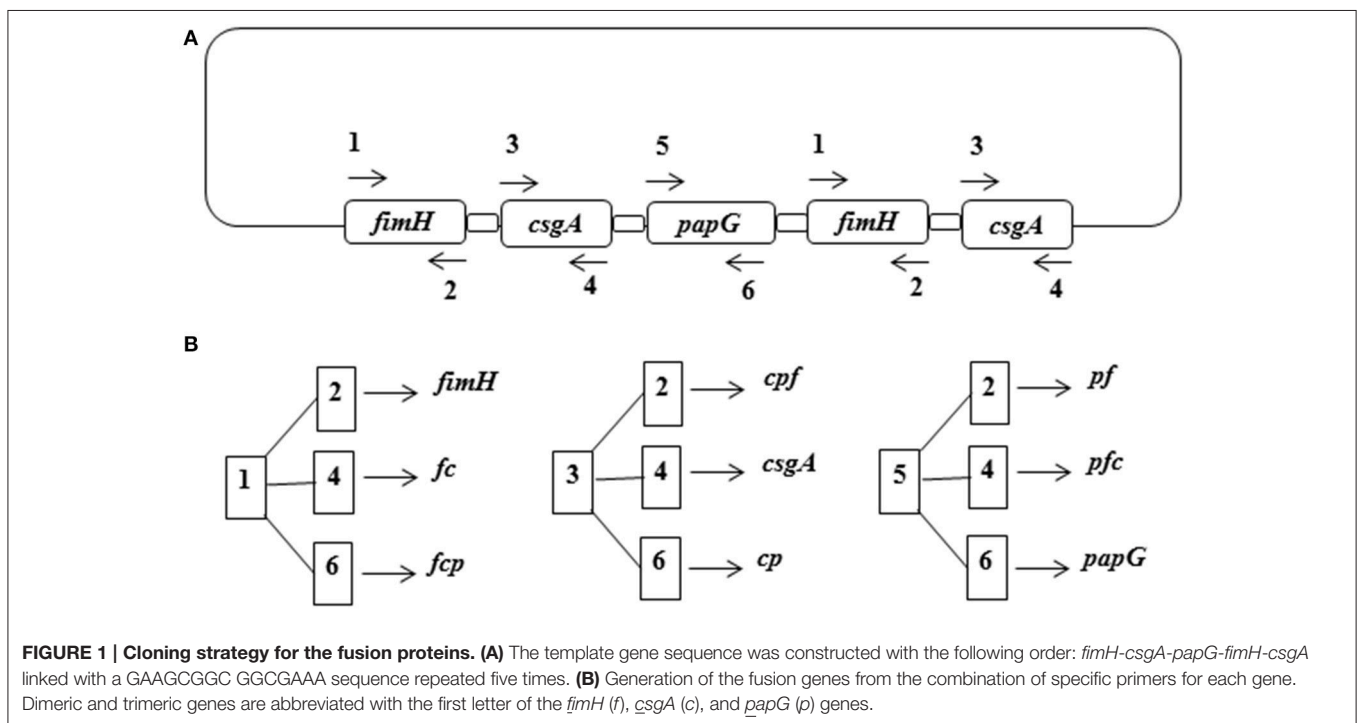 A
1 3 5 1 3
fimH csgA papG fimH csgA
2 4 6 2 4
B
2 fimH 2 cpf 2 pf
1 4 fc 3 4 csgA 5 4 pfc
6 fcp 6 cp 6 papG
FIGURE 1 | Cloning strategy for the fusion proteins. (A) The template gene sequence was constructed with the following order: fimH-csgA-papG-fimH-csgA
linked with a GAAGCGGC GGCGAAA sequence repeated five times. (B) Generation of the fusion genes from the combination of specific primers for each gene.
Dimeric and trimeric genes are abbreviated with the first letter of the fimH (f), csgA (c), and papG (p) genes.